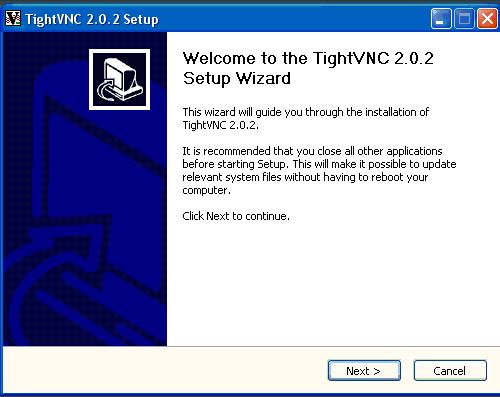 TightVNC 2.0.2 Setup
Welcome to the TightVNC 2.0.2
Setup Wizard
This wizard will guide you through the installation of
TightVNC 2.0.2.
It is recommended that you close all other applications
before starting Setup. This will make it possible to update
relevant system files without having to reboot your
computer.
Click Next to continue.
Next >
Cancel